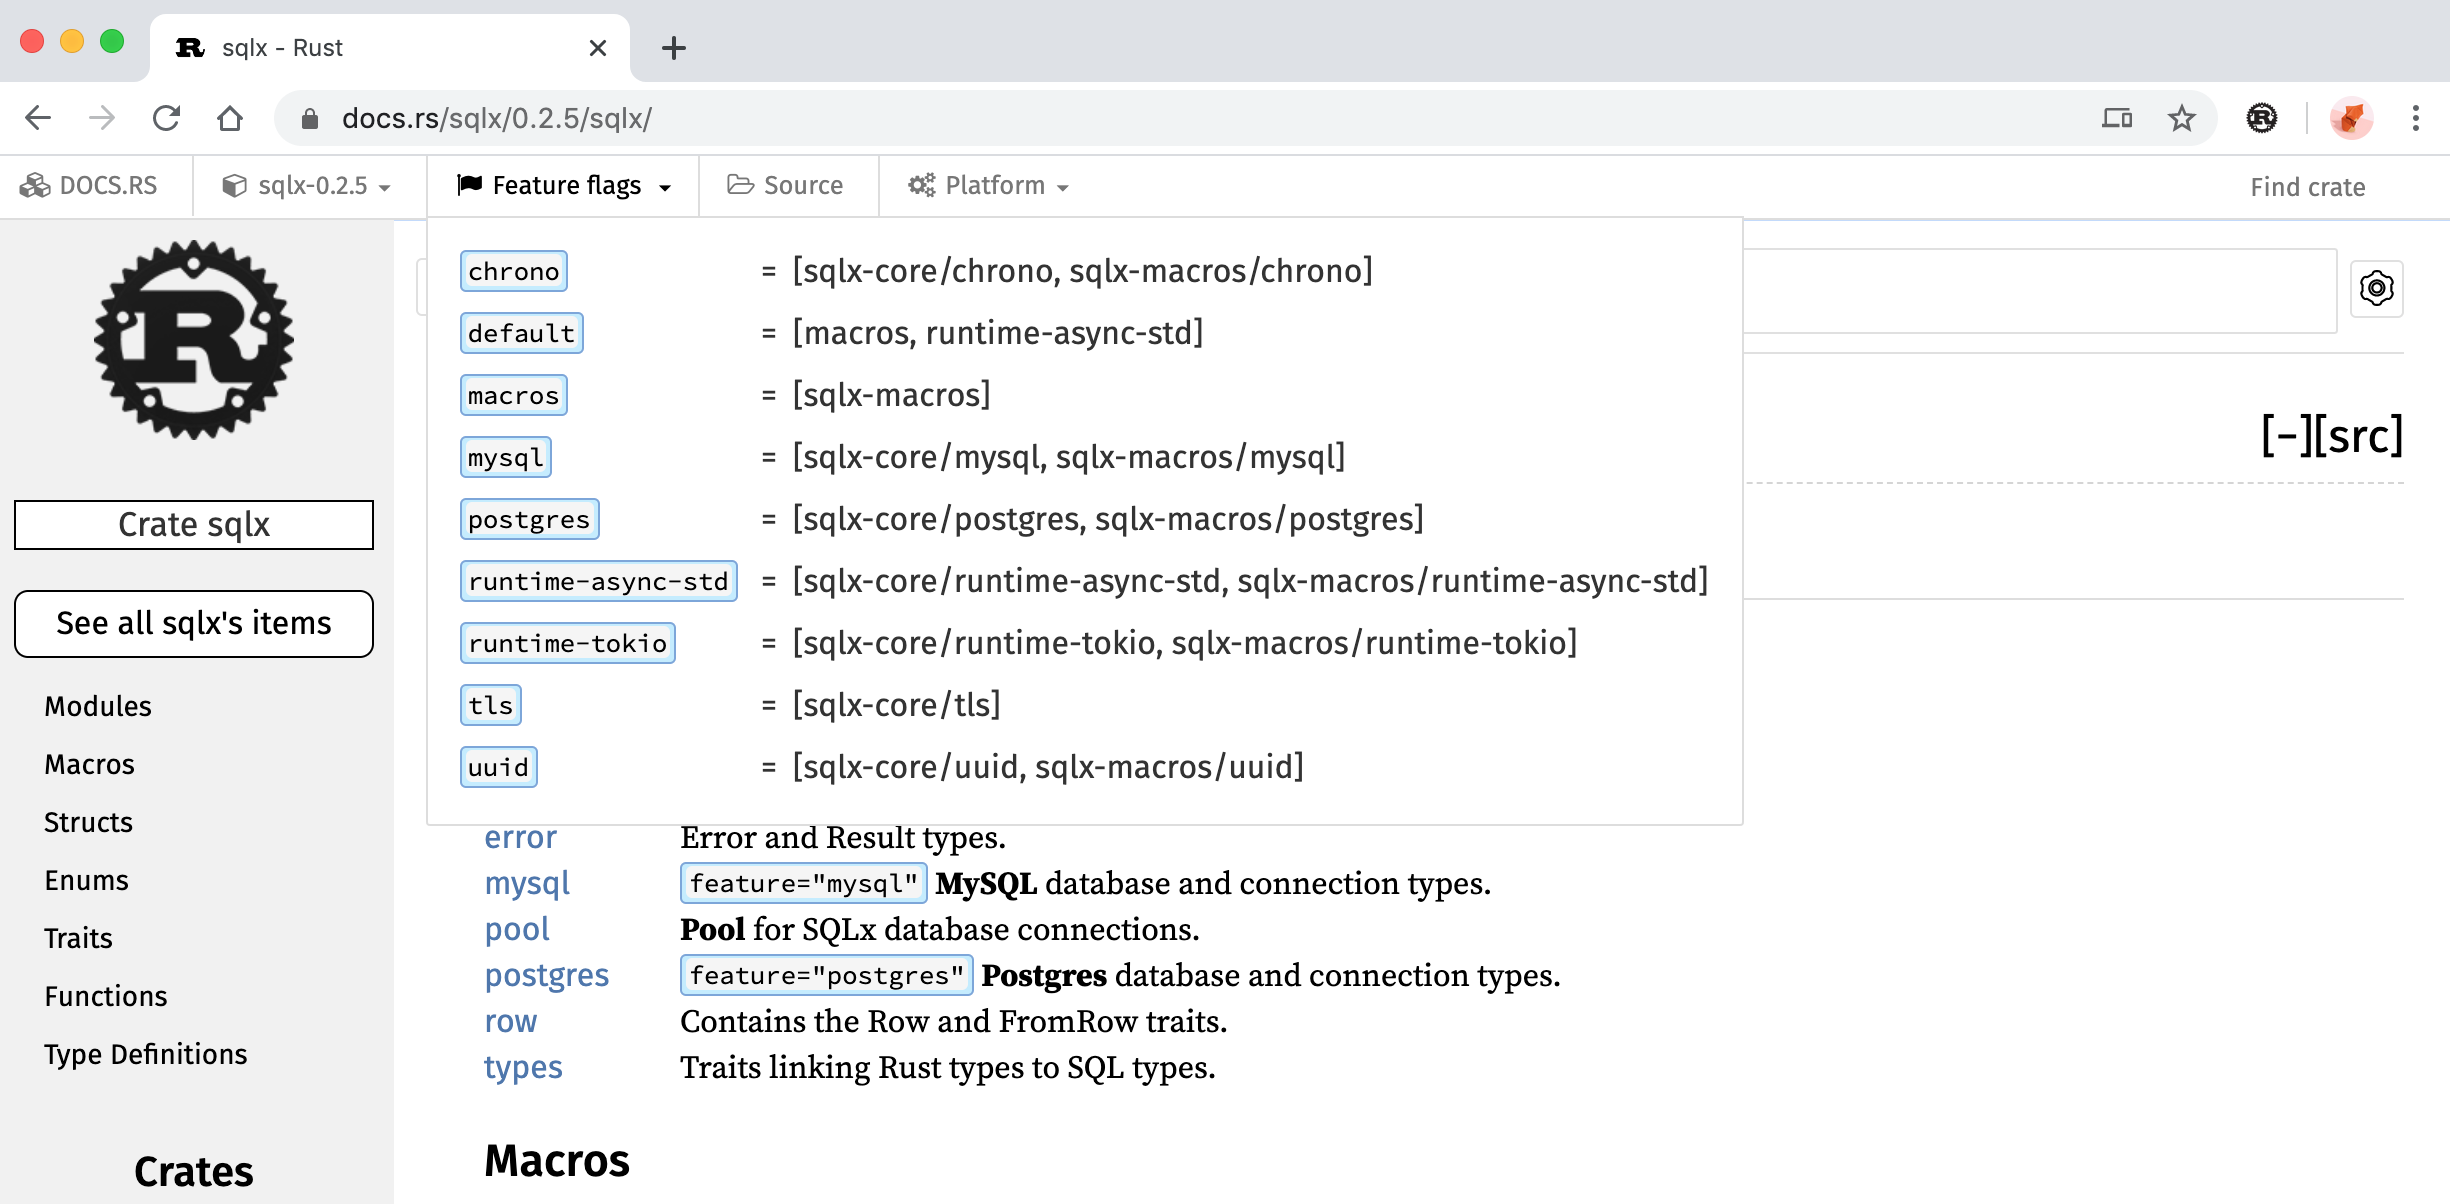 sqlx - Rust
docs.rs/sqlx/0.2.5/sqlx/
DOCS.RS sqlx-0.2.5 Feature flags Source Platform Find crate
chrono = [sqlx-core/chrono, sqlx-macros/chrono]
default = [macros, runtime-async-std]
macros = [sqlx-macros]
mysql = [sqlx-core/mysql, sqlx-macros/mysql]
postgres = [sqlx-core/postgres, sqlx-macros/postgres]
runtime-async-std = [sqlx-core/runtime-async-std, sqlx-macros/runtime-async-std]
runtime-tokio = [sqlx-core/runtime-tokio, sqlx-macros/runtime-tokio]
tls = [sqlx-core/tls]
uuid = [sqlx-core/uuid, sqlx-macros/uuid]
[−][src]
R
Crate sqlx
See all sqlx's items
Modules
Macros
Structs
Enums
Traits
Functions
Type Definitions
Crates
error Error and Result types.
mysql feature="mysql" MySQL database and connection types.
pool Pool for SQLx database connections.
postgres feature="postgres" Postgres database and connection types.
row Contains the Row and FromRow traits.
types Traits linking Rust types to SQL types.
Macros